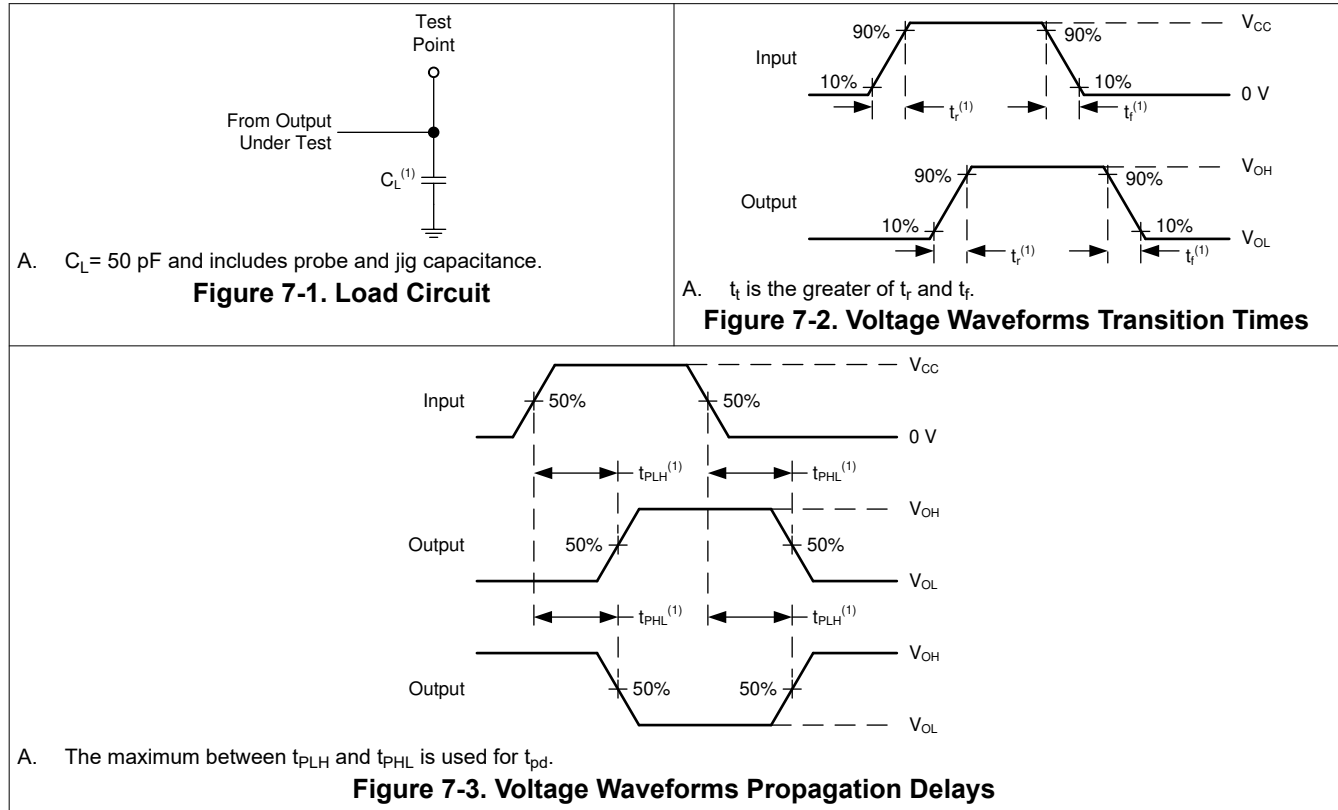 Test
Point
From Output
Under Test
C_L^(1)
A. C_L= 50 pF and includes probe and jig capacitance.
Figure 7-1. Load Circuit
V_CC
90% 90%
Input
10% 10%
0 V
t_r^(1) t_f^(1)
V_OH
90% 90%
Output
10% 10%
V_OL
t_r^(1) t_f^(1)
A. t_t is the greater of t_r and t_f.
Figure 7-2. Voltage Waveforms Transition Times
V_CC
Input 50% 50%
0 V
t_PLH^(1) t_PHL^(1)
V_OH
Output 50% 50%
V_OL
t_PHL^(1) t_PLH^(1)
V_OH
Output 50% 50%
V_OL
A. The maximum between t_PLH and t_PHL is used for t_pd.
Figure 7-3. Voltage Waveforms Propagation Delays